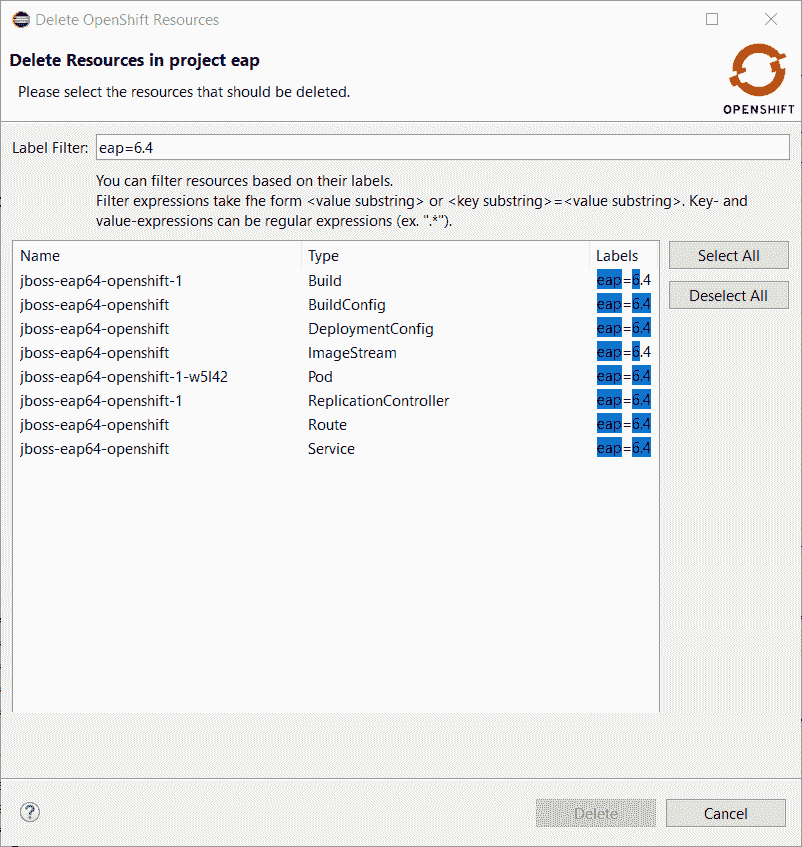 Delete OpenShift Resources
Delete Resources in project eap
Please select the resources that should be deleted.
OPENSHIFT
Label Filter: eap=6.4
You can filter resources based on their labels.
Filter expressions take fhe form <value substring> or <key substring>=<value substring>. Key- and
value-expressions can be regular expressions (ex. ".*").
Name Type Labels
jboss-eap64-openshift-1 Build eap=6.4
jboss-eap64-openshift BuildConfig eap=6.4
jboss-eap64-openshift DeploymentConfig eap=6.4
jboss-eap64-openshift ImageStream eap=6.4
jboss-eap64-openshift-1-w5l42 Pod eap=6.4
jboss-eap64-openshift-1 ReplicationController eap=6.4
jboss-eap64-openshift Route eap=6.4
jboss-eap64-openshift Service eap=6.4
Select All
Deselect All
?
Delete Cancel